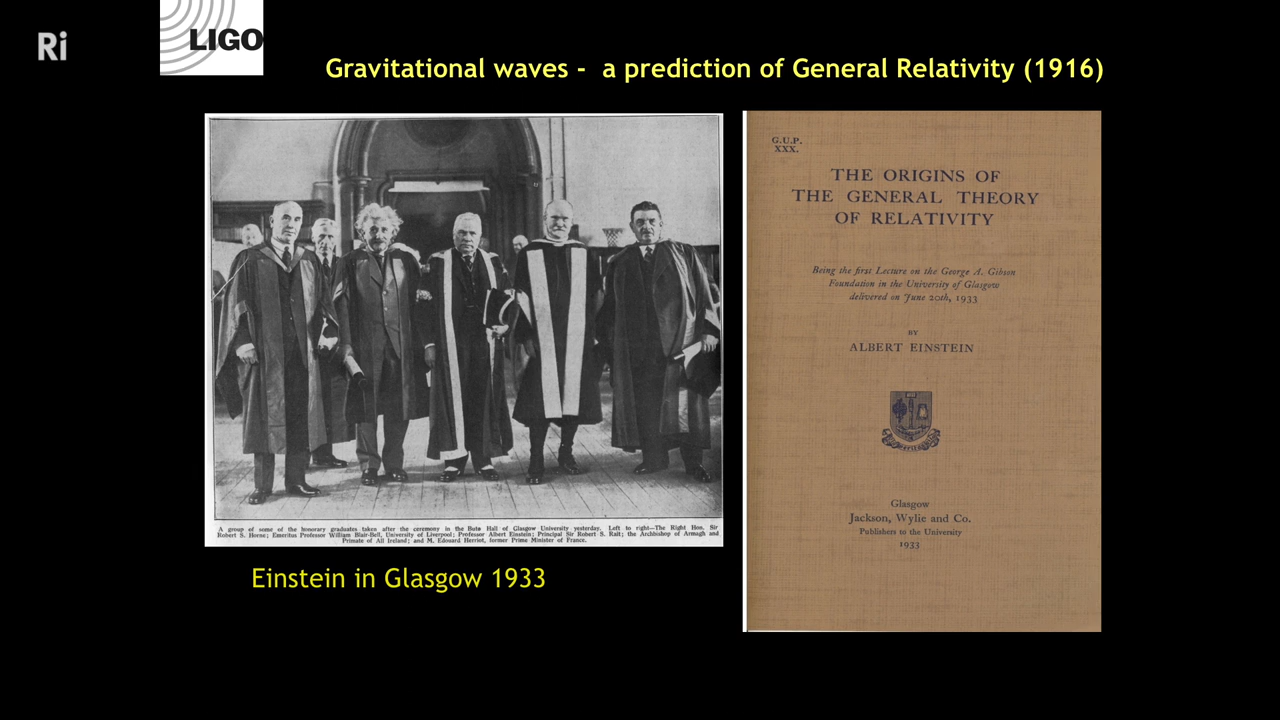 Ri
LIGO
Gravitational waves - a prediction of General Relativity (1916)
A group of some of the honorary graduates taken after the ceremony in the Bute Hall of Glasgow University yesterday. Left to right—The Right Hon. Sir
Robert S. Horne; Emeritus Professor William Blair-Bell, University of Liverpool; Professor Albert Einstein; Principal Sir Robert S. Rait; the Archbishop of Armagh and
Primate of All Ireland; and M. Edouard Herriot, former Prime Minister of France.
Einstein in Glasgow 1933
G.U.P.
XXX.
THE ORIGINS OF
THE GENERAL THEORY
OF RELATIVITY
Being the first Lecture on the George A. Gibson
Foundation in the University of Glasgow
delivered on June 20th, 1933
BY
ALBERT EINSTEIN
Glasgow
Jackson, Wylie and Co.
Publishers to the University
1933